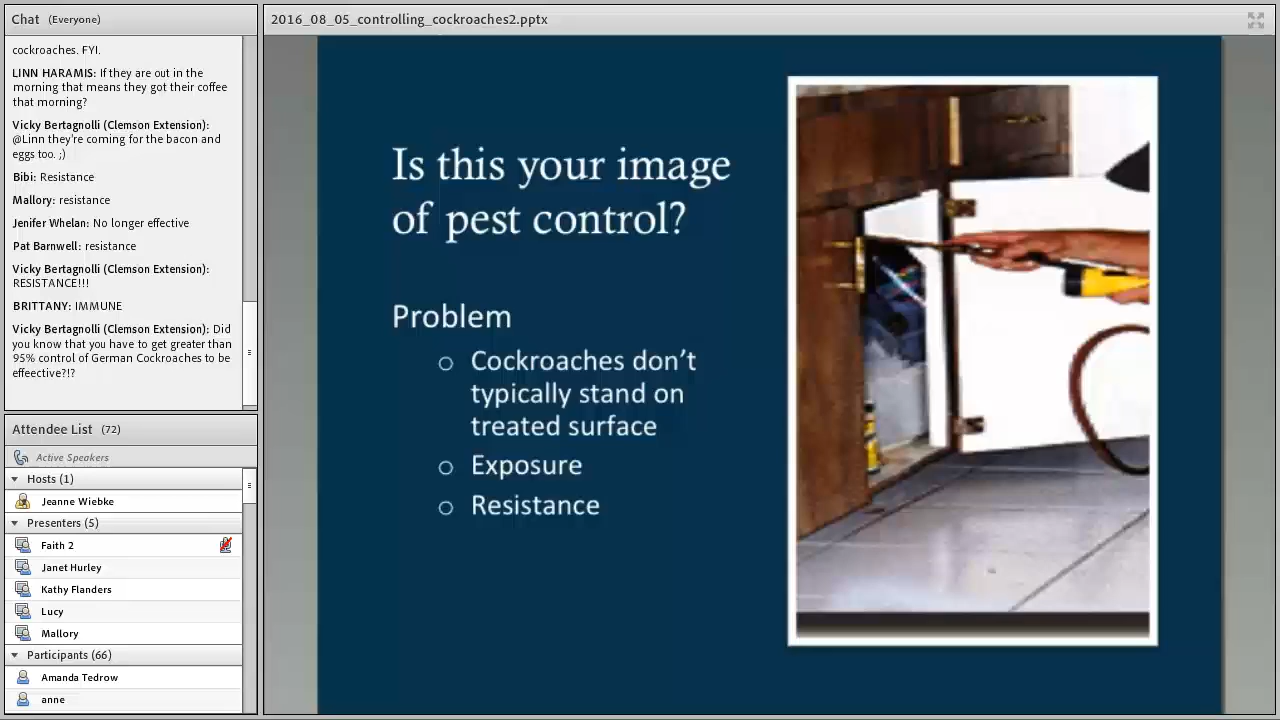 Chat (Everyone)
cockroaches. FYI.
LINN HARAMIS: If they are out in the
morning that means they got their coffee
that morning?
Vicky Bertagnolli (Clemson Extension):
@Linn they're coming for the bacon and
eggs too. ;)
Bibi: Resistance
Mallory: resistance
Jenifer Whelan: No longer effective
Pat Barnwell: resistance
Vicky Bertagnolli (Clemson Extension):
RESISTANCE!!!
BRITTANY: IMMUNE
Vicky Bertagnolli (Clemson Extension): Did
you know that you have to get greater than
95% control of German Cockroaches to be
effeective?!?
Attendee List (72)
Active Speakers
Hosts (1)
Jeanne Wiebke
Presenters (5)
Faith 2
Janet Hurley
Kathy Flanders
Lucy
Mallory
Participants (66)
Amanda Tedrow
anne
2016_08_05_controlling_cockroaches2.pptx
Is this your image
of pest control?
Problem
Cockroaches don't
typically stand on
treated surface
Exposure
Resistance